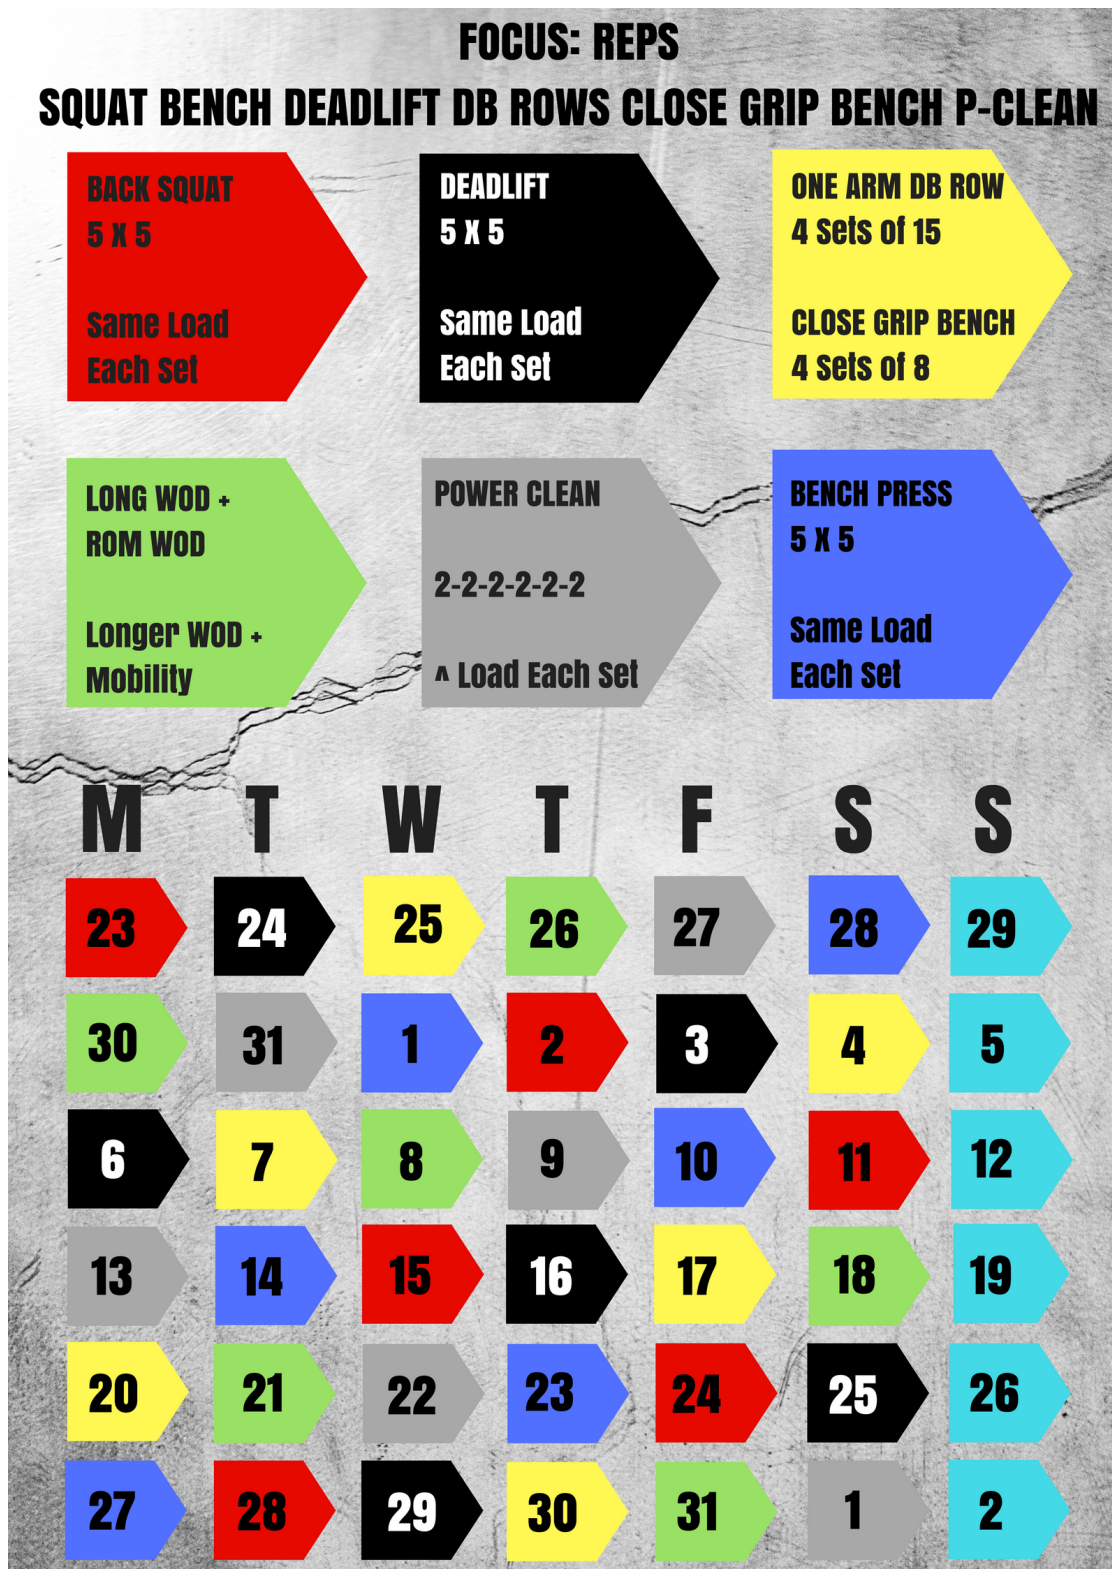 FOCUS: REPS
SQUAT BENCH DEADLIFT DB ROWS CLOSE GRIP BENCH P-CLEAN
BACK SQUAT
5 X 5
Same Load
Each Set
DEADLIFT
5 X 5
Same Load
Each Set
ONE ARM DB ROW
4 Sets of 15
CLOSE GRIP BENCH
4 Sets of 8
LONG WOD +
ROM WOD
Longer WOD +
Mobility
POWER CLEAN
2-2-2-2-2-2
^ Load Each Set
BENCH PRESS
5 X 5
Same Load
Each Set
M T W T F S S
23 24 25 26 27 28 29
30 31 1 2 3 4 5
6 7 8 9 10 11 12
13 14 15 16 17 18 19
20 21 22 23 24 25 26
27 28 29 30 31 1 2